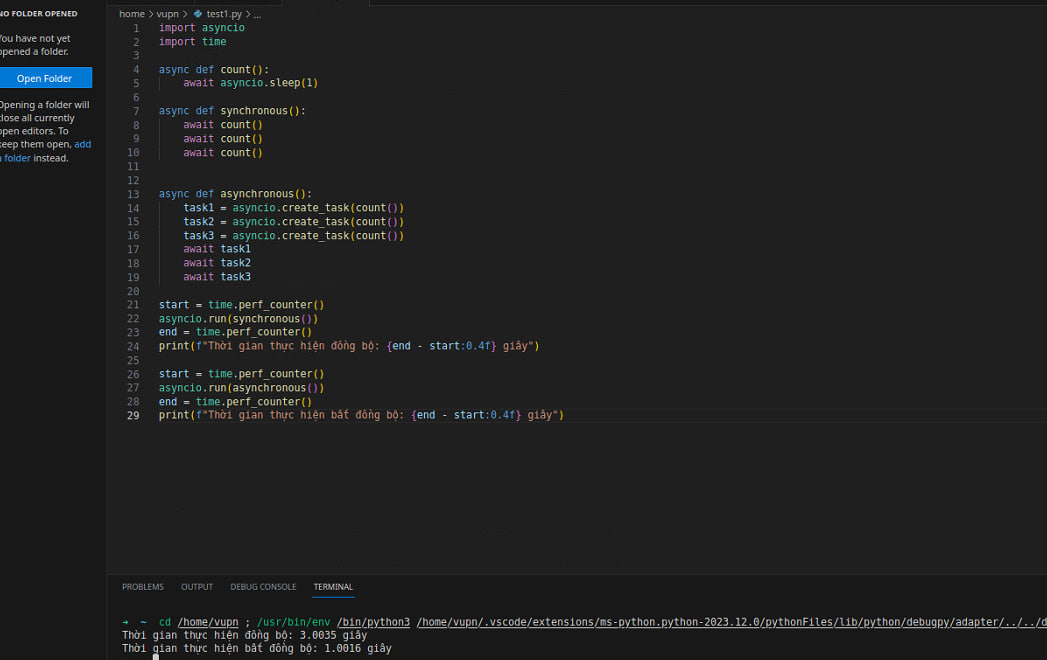 NO FOLDER OPENED
You have not yet
opened a folder.
Open Folder
Opening a folder will
close all currently
open editors. To
keep them open, add
a folder instead.
home > vupn > test1.py > ...
1 import asyncio
2 import time
3
4 async def count():
5     await asyncio.sleep(1)
6
7 async def synchronous():
8     await count()
9     await count()
10     await count()
11
12
13 async def asynchronous():
14     task1 = asyncio.create_task(count())
15     task2 = asyncio.create_task(count())
16     task3 = asyncio.create_task(count())
17     await task1
18     await task2
19     await task3
20
21 start = time.perf_counter()
22 asyncio.run(synchronous())
23 end = time.perf_counter()
24 print(f"Thời gian thực hiện đồng bộ: {end - start:0.4f} giây")
25
26 start = time.perf_counter()
27 asyncio.run(asynchronous())
28 end = time.perf_counter()
29 print(f"Thời gian thực hiện bất đồng bộ: {end - start:0.4f} giây")
PROBLEMS OUTPUT DEBUG CONSOLE TERMINAL
→ ~ cd /home/vupn ; /usr/bin/env /bin/python3 /home/vupn/.vscode/extensions/ms-python.python-2023.12.0/pythonFiles/lib/python/debugpy/adapter/../../d
Thời gian thực hiện đồng bộ: 3.0035 giây
Thời gian thực hiện bất đồng bộ: 1.0016 giây